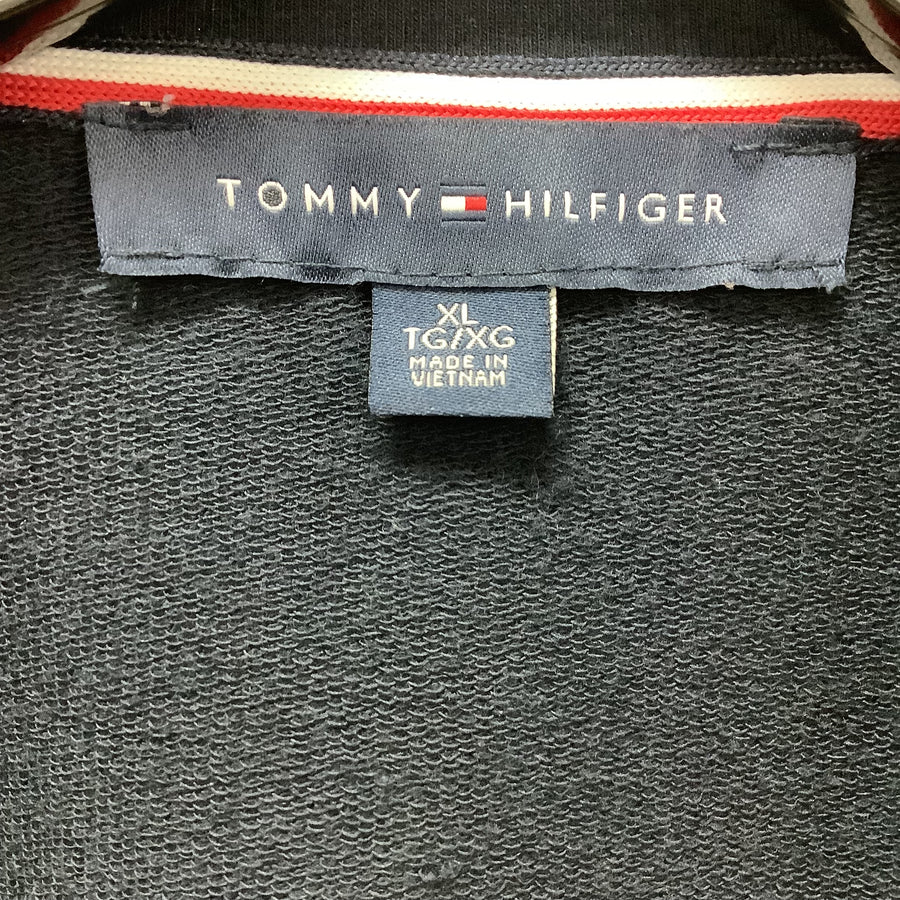 TOMMY HILFIGER
XL
TG/XG
MADE IN
VIETNAM